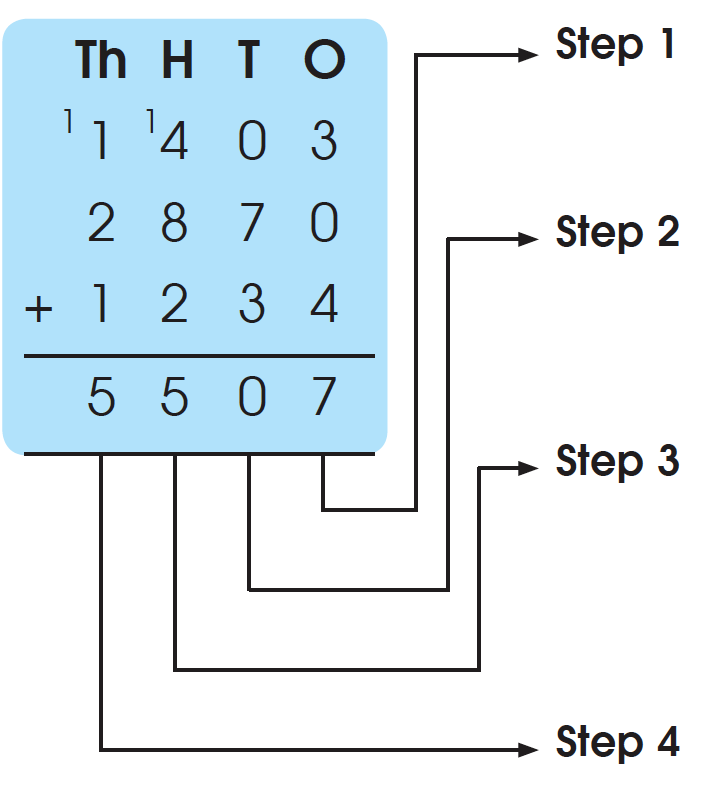 Th H T O
Step 1
1 1 1 4 0 3
2 8 7 0
Step 2
+ 1 2 3 4
5 5 0 7
Step 3
Step 4